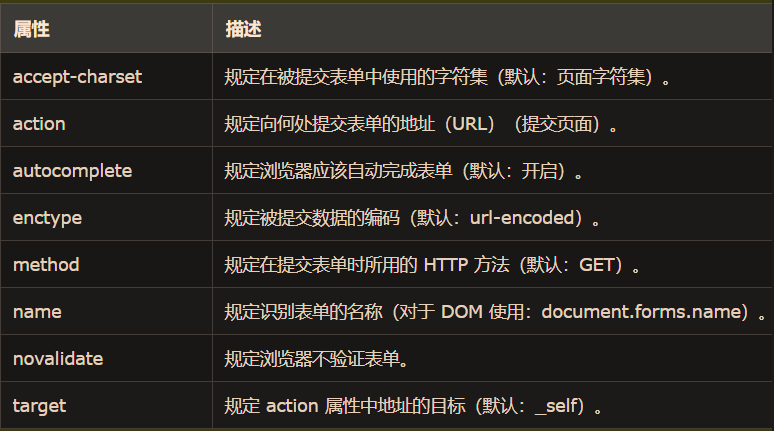 属性 描述
accept-charset 规定在被提交表单中使用的字符集（默认：页面字符集）。
action 规定向何处提交表单的地址（URL）（提交页面）。
autocomplete 规定浏览器应该自动完成表单（默认：开启）。
enctype 规定被提交数据的编码（默认：url-encoded）。
method 规定在提交表单时所用的 HTTP 方法（默认：GET）。
name 规定识别表单的名称（对于 DOM 使用：document.forms.name）。
novalidate 规定浏览器不验证表单。
target 规定 action 属性中地址的目标（默认：_self）。